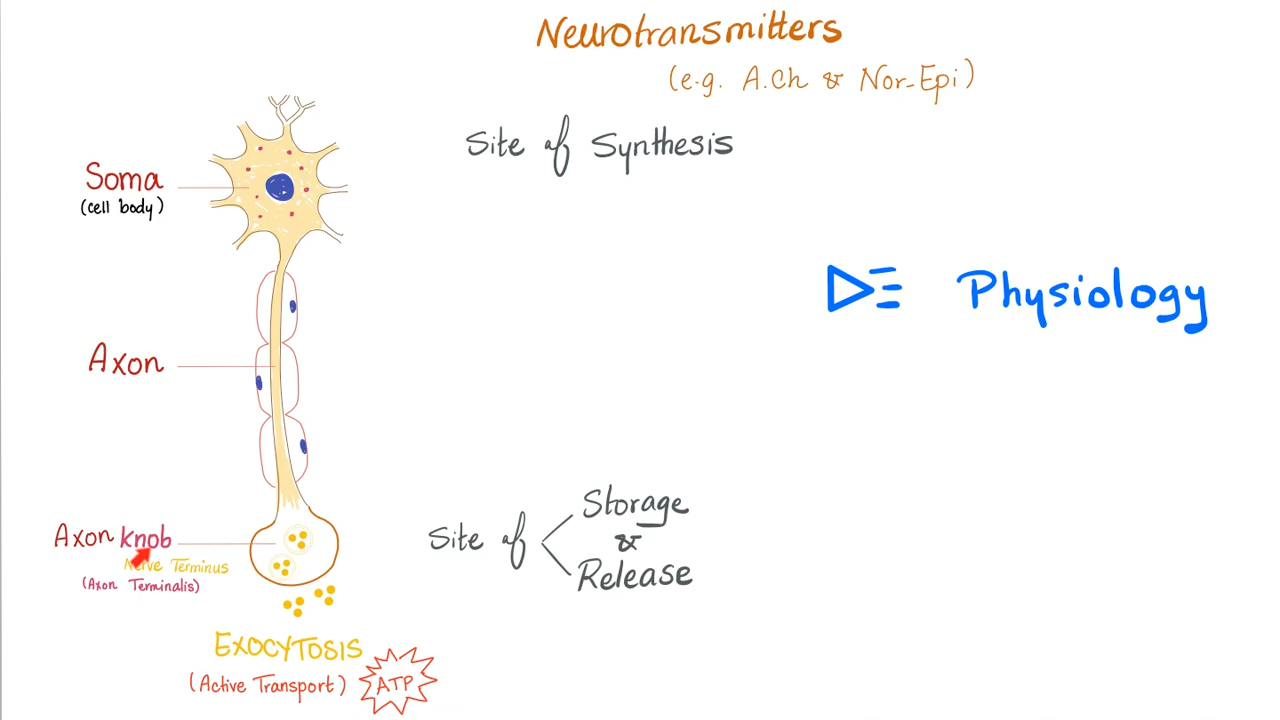 Neurotransmitters
(e.g. A.Ch & Nor-Epi)
Site of Synthesis
Soma
(cell body)
Physiology
Axon
Axon knob
Nerve Terminus
(Axon Terminalis)
Site of
Storage
&
Release
EXOCYTOSIS
(Active Transport)
ATP